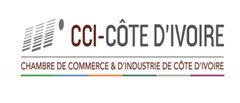 CCI-CÔTE D'IVOIRE
CHAMBRE DE COMMERCE & D'INDUSTRIE DE CÔTE D'IVOIRE